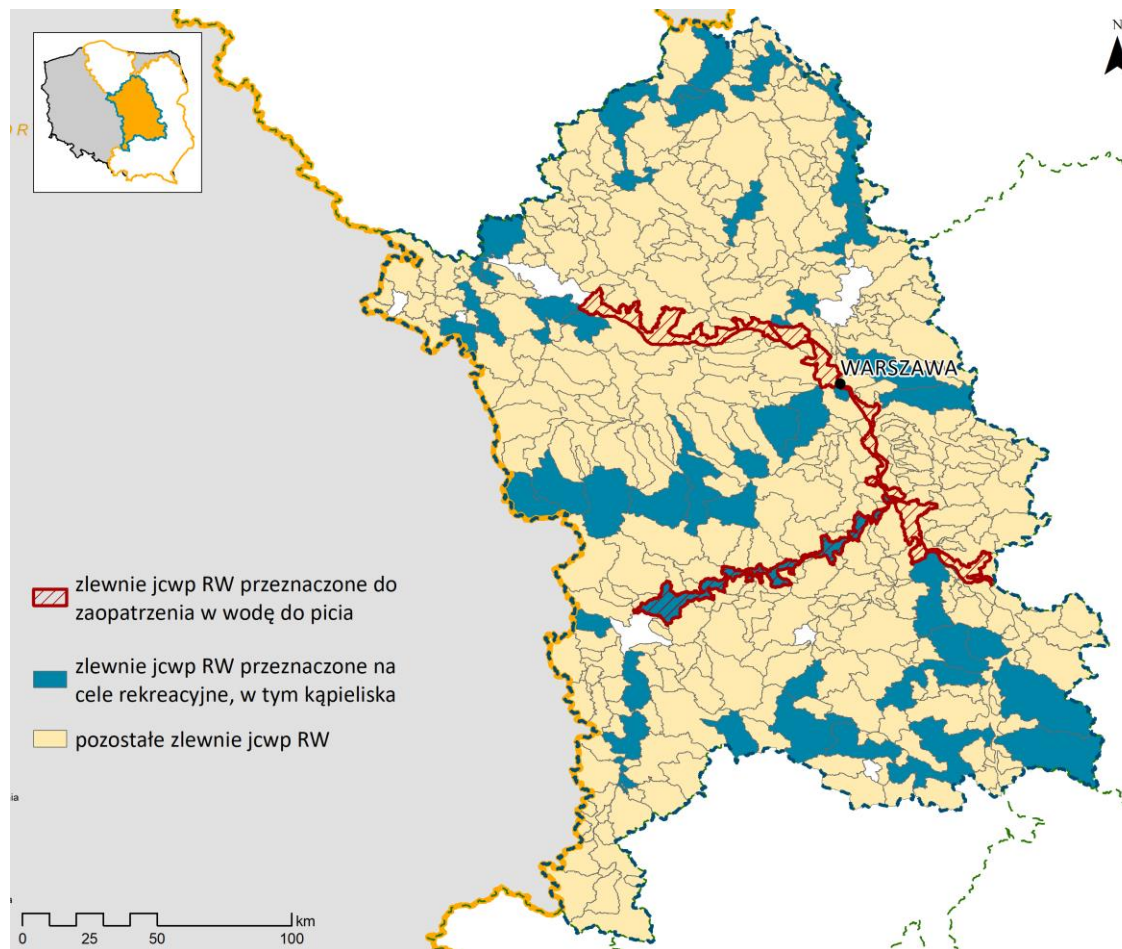 N
O R
WARSZAWA
zlewnie jcwp RW przeznaczone do
zaopatrzenia w wodę do picia
zlewnie jcwp RW przeznaczone na
cele rekreacyjne, w tym kąpieliska
pozostałe zlewnie jcwp RW
ia
km
0 25 50 100